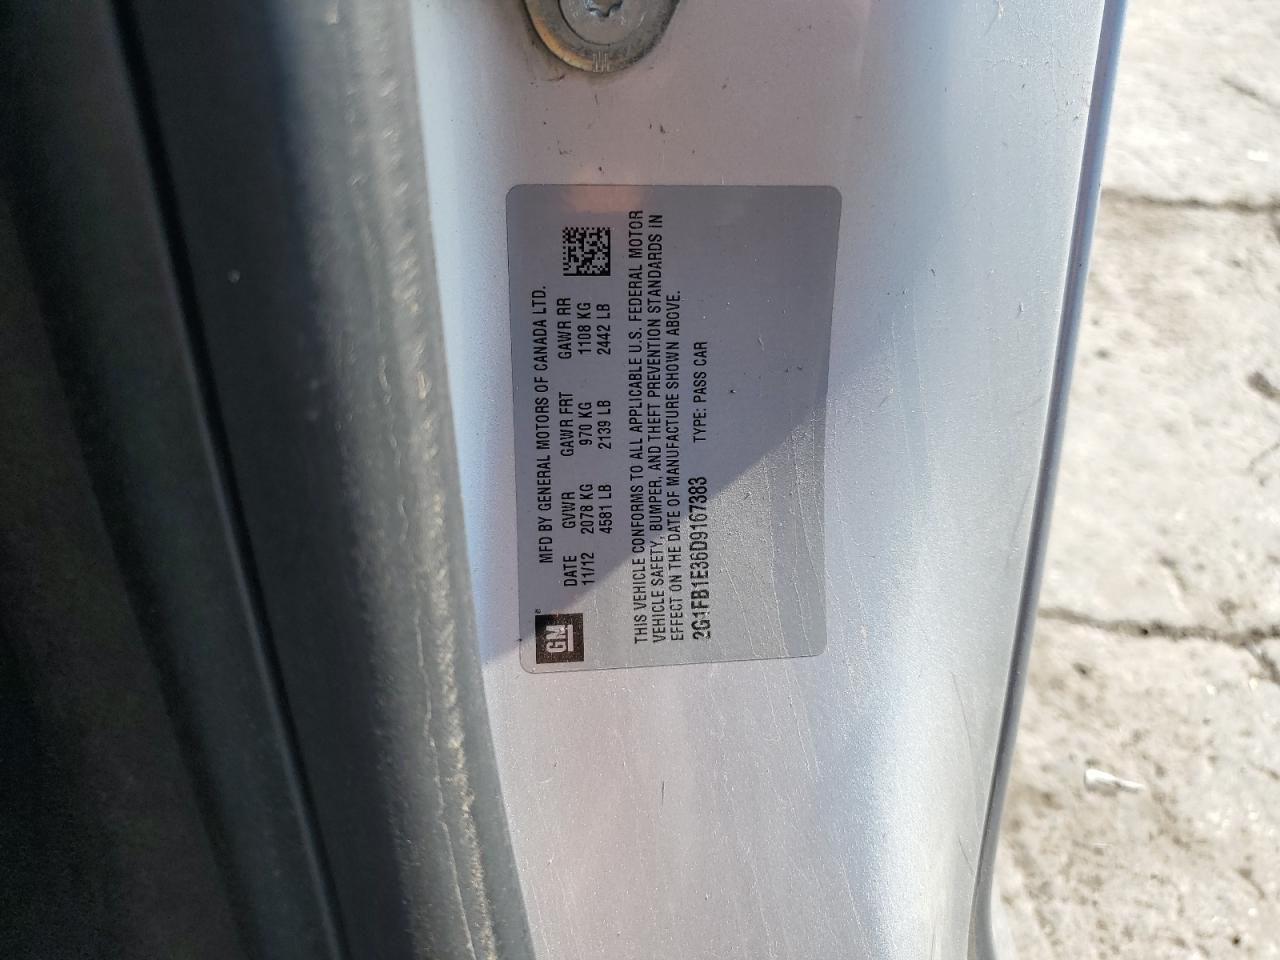 GM
MFD BY GENERAL MOTORS OF CANADA LTD.
DATE GVWR GAWR FRT GAWR RR
11/12 2078 KG 970 KG 1108 KG
4581 LB 2139 LB 2442 LB
THIS VEHICLE CONFORMS TO ALL APPLICABLE U.S. FEDERAL MOTOR
VEHICLE SAFETY, BUMPER, AND THEFT PREVENTION STANDARDS IN
EFFECT ON THE DATE OF MANUFACTURE SHOWN ABOVE.
2G1FB1E36D9167383 TYPE: PASS CAR